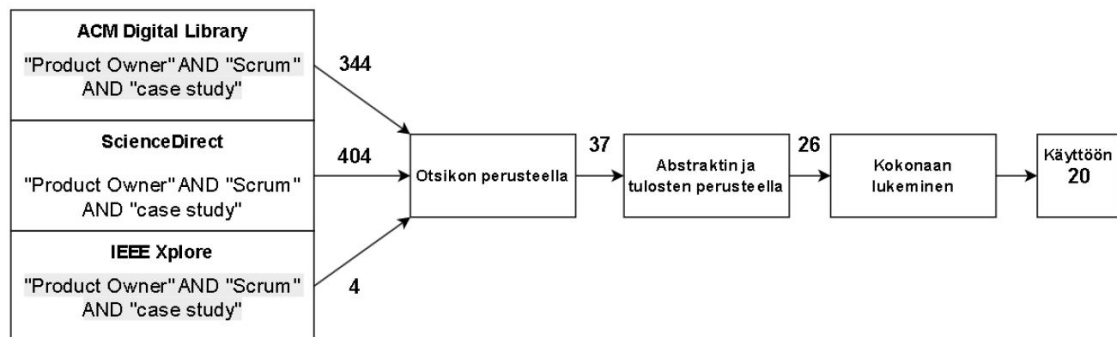 ACM Digital Library
"Product Owner" AND "Scrum"
AND "case study"
344
ScienceDirect
"Product Owner" AND "Scrum"
AND "case study"
404
IEEE Xplore
"Product Owner" AND "Scrum"
AND "case study"
4
Otsikon perusteella
37
Abstraktin ja
tulosten perusteella
26
Kokonaan
lukeminen
Käyttöön
20